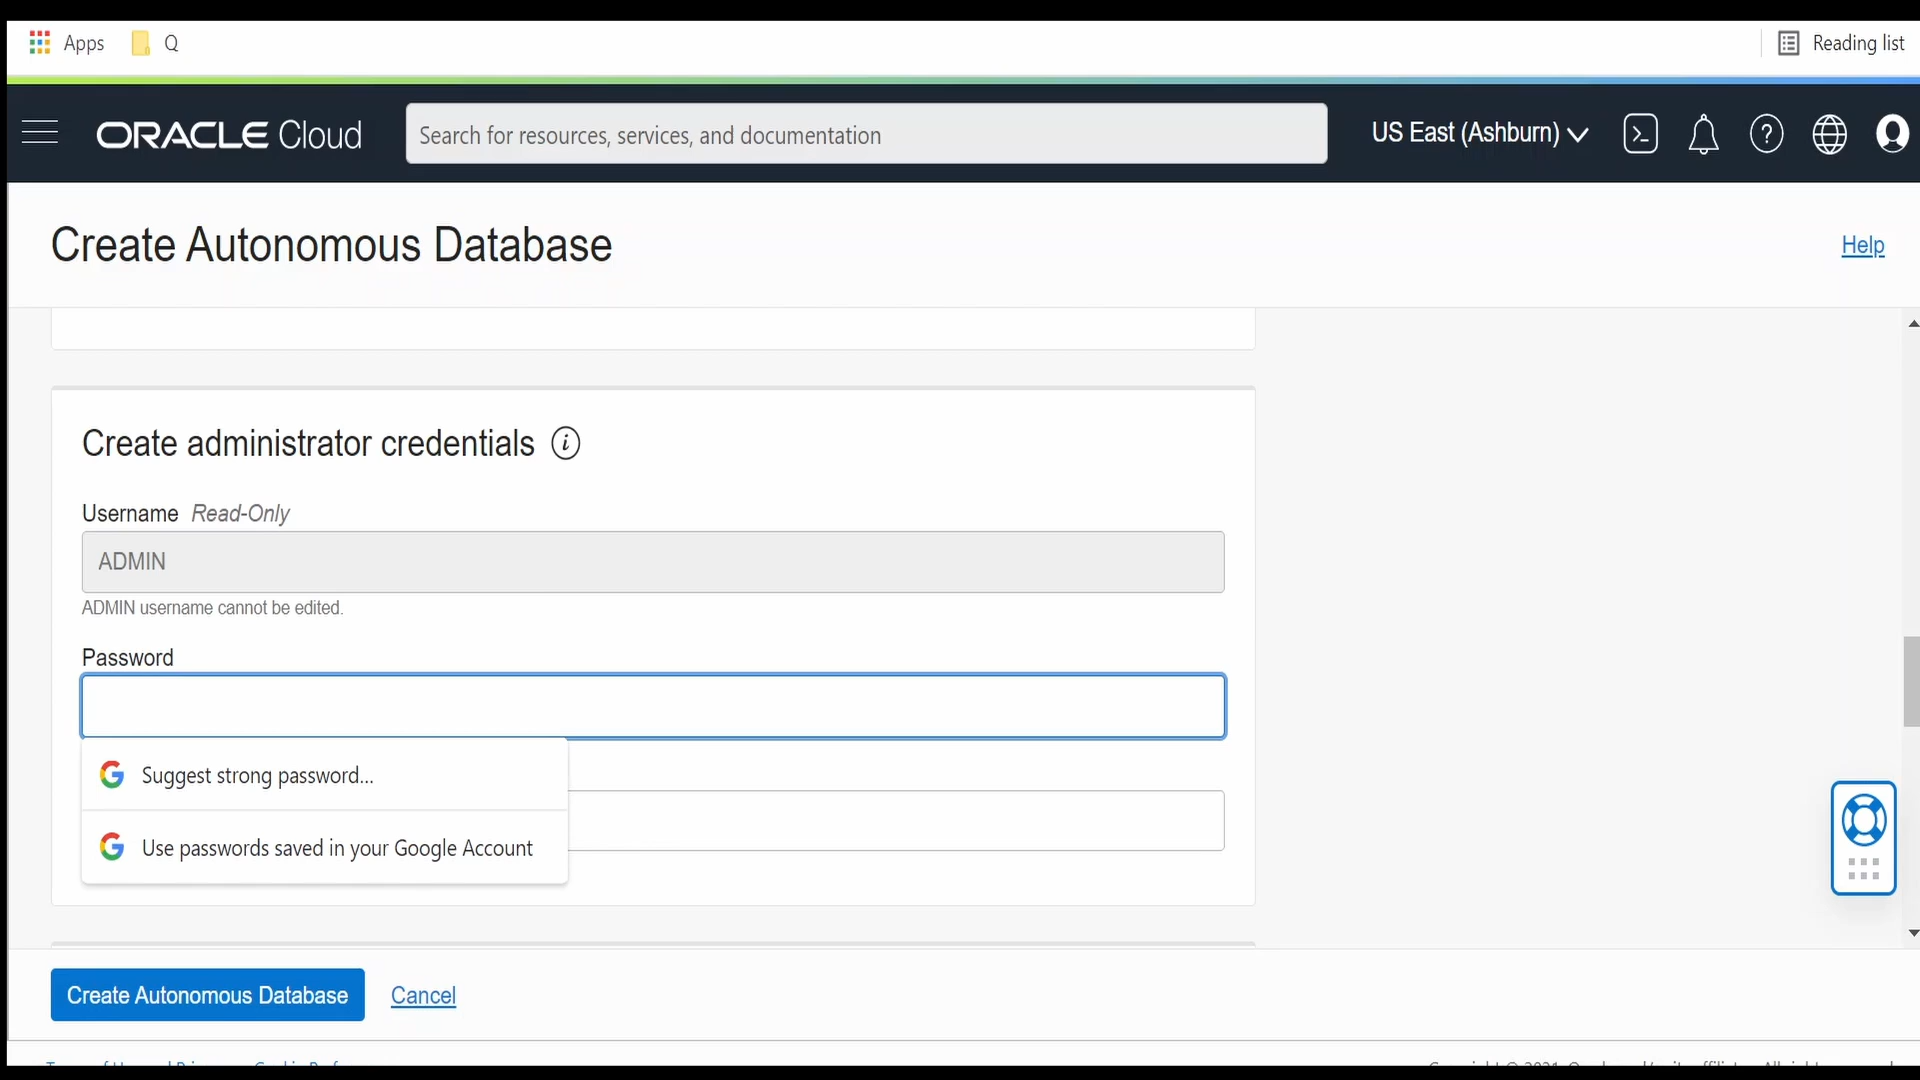 Apps Q Reading list
ORACLE Cloud Search for resources, services, and documentation US East (Ashburn)
Create Autonomous Database Help
Create administrator credentials i
Username Read-Only
ADMIN
ADMIN username cannot be edited.
Password
Suggest strong password...
Use passwords saved in your Google Account
Create Autonomous Database Cancel